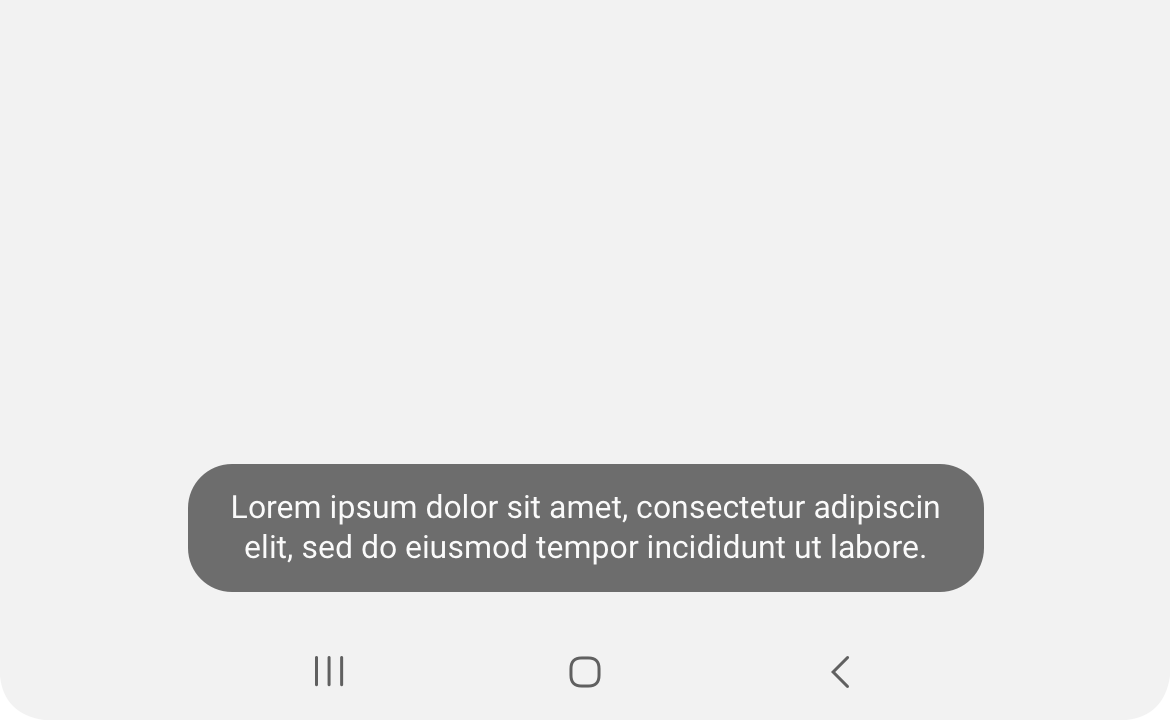 Lorem ipsum dolor sit amet, consectetur adipiscin
elit, sed do eiusmod tempor incididunt ut labore.